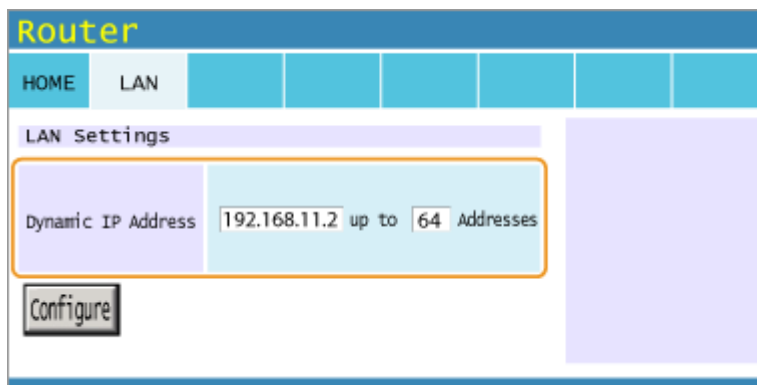 Router
HOME LAN
LAN Settings
Dynamic IP Address 192.168.11.2 up to 64 Addresses
Configure